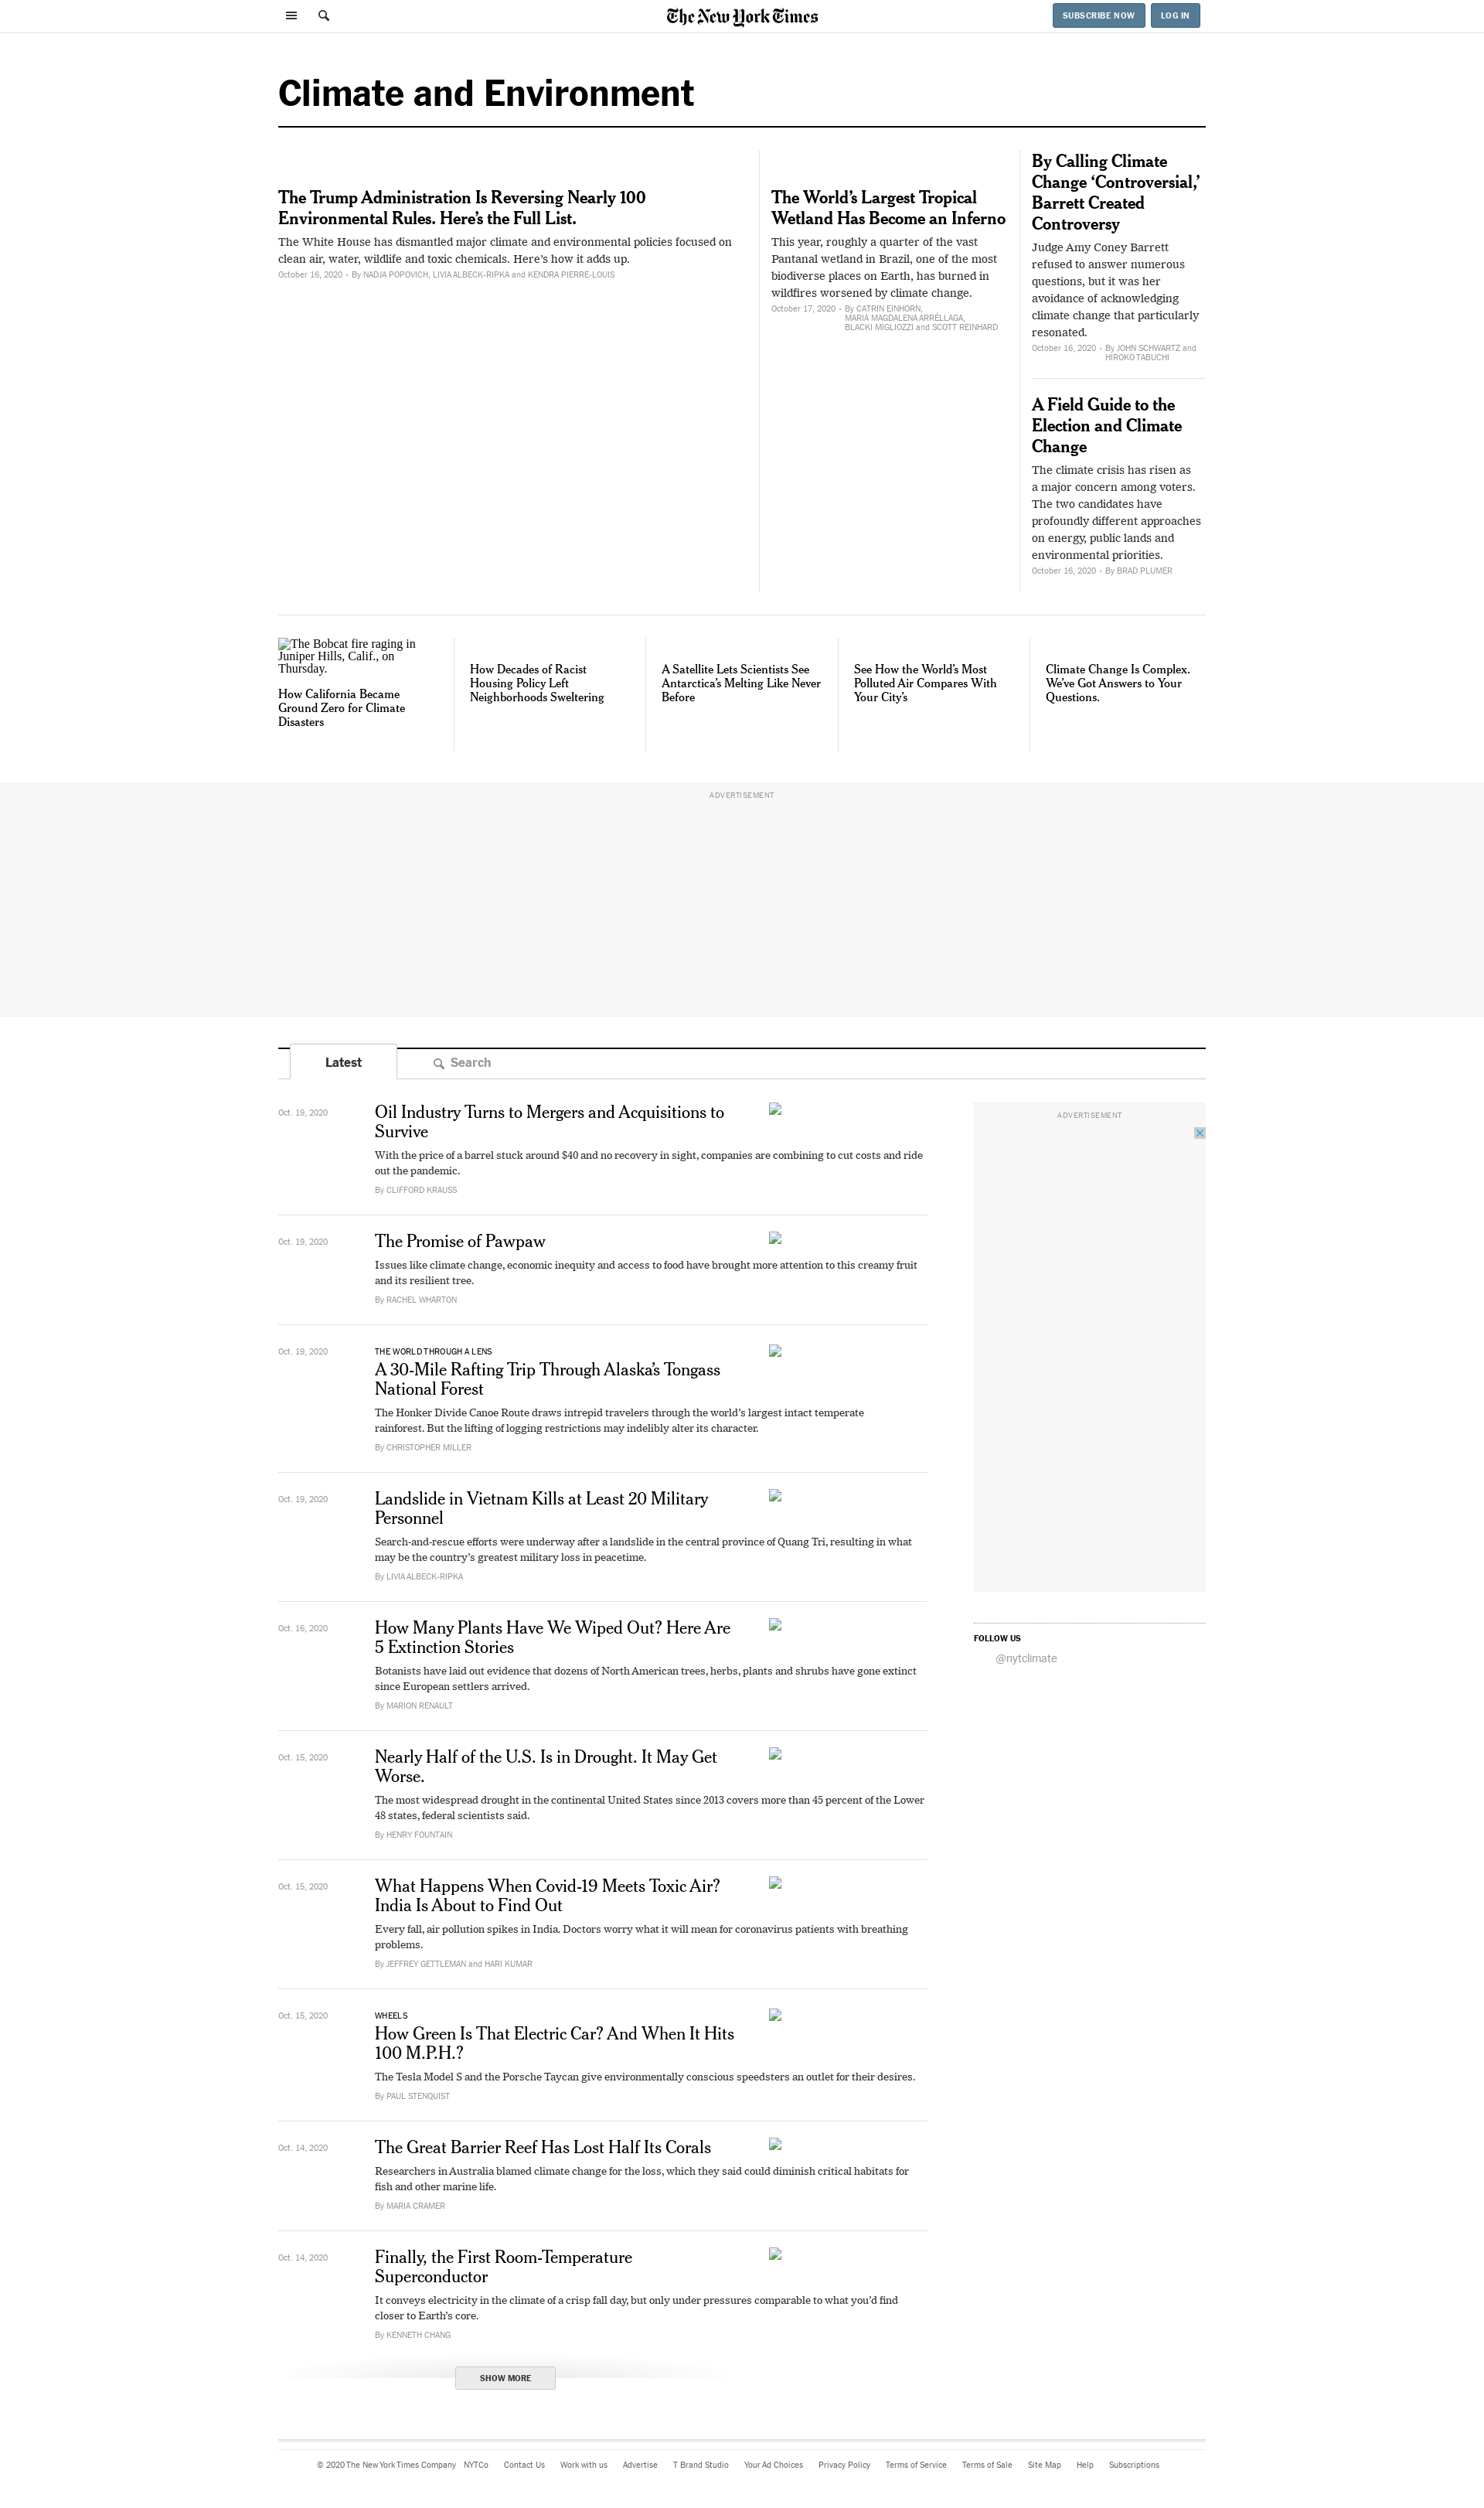 The New York Times
SUBSCRIBE NOW
LOG IN
Climate and Environment
The Trump Administration Is Reversing Nearly 100
Environmental Rules. Here’s the Full List.
The White House has dismantled major climate and environmental policies focused on
clean air, water, wildlife and toxic chemicals. Here’s how it adds up.
October 16, 2020 • By NADJA POPOVICH, LIVIA ALBECK-RIPKA and KENDRA PIERRE-LOUIS
The World’s Largest Tropical
Wetland Has Become an Inferno
This year, roughly a quarter of the vast
Pantanal wetland in Brazil, one of the most
biodiverse places on Earth, has burned in
wildfires worsened by climate change.
October 17, 2020 • By CATRIN EINHORN,
MARIA MAGDALENA ARRÉLLAGA,
BLACKI MIGLIOZZI and SCOTT REINHARD
By Calling Climate
Change ‘Controversial,’
Barrett Created
Controversy
Judge Amy Coney Barrett
refused to answer numerous
questions, but it was her
avoidance of acknowledging
climate change that particularly
resonated.
October 16, 2020 • By JOHN SCHWARTZ and
HIROKO TABUCHI
A Field Guide to the
Election and Climate
Change
The climate crisis has risen as
a major concern among voters.
The two candidates have
profoundly different approaches
on energy, public lands and
environmental priorities.
October 16, 2020 • By BRAD PLUMER
The Bobcat fire raging in
Juniper Hills, Calif., on
Thursday.
How California Became
Ground Zero for Climate
Disasters
How Decades of Racist
Housing Policy Left
Neighborhoods Sweltering
A Satellite Lets Scientists See
Antarctica’s Melting Like Never
Before
See How the World’s Most
Polluted Air Compares With
Your City’s
Climate Change Is Complex.
We’ve Got Answers to Your
Questions.
ADVERTISEMENT
Latest
Search
Oct. 19, 2020
Oil Industry Turns to Mergers and Acquisitions to
Survive
With the price of a barrel stuck around $40 and no recovery in sight, companies are combining to cut costs and ride
out the pandemic.
By CLIFFORD KRAUSS
Oct. 19, 2020
The Promise of Pawpaw
Issues like climate change, economic inequity and access to food have brought more attention to this creamy fruit
and its resilient tree.
By RACHEL WHARTON
Oct. 19, 2020
THE WORLD THROUGH A LENS
A 30-Mile Rafting Trip Through Alaska’s Tongass
National Forest
The Honker Divide Canoe Route draws intrepid travelers through the world’s largest intact temperate
rainforest. But the lifting of logging restrictions may indelibly alter its character.
By CHRISTOPHER MILLER
Oct. 19, 2020
Landslide in Vietnam Kills at Least 20 Military
Personnel
Search-and-rescue efforts were underway after a landslide in the central province of Quang Tri, resulting in what
may be the country’s greatest military loss in peacetime.
By LIVIA ALBECK-RIPKA
Oct. 16, 2020
How Many Plants Have We Wiped Out? Here Are
5 Extinction Stories
Botanists have laid out evidence that dozens of North American trees, herbs, plants and shrubs have gone extinct
since European settlers arrived.
By MARION RENAULT
Oct. 15, 2020
Nearly Half of the U.S. Is in Drought. It May Get
Worse.
The most widespread drought in the continental United States since 2013 covers more than 45 percent of the Lower
48 states, federal scientists said.
By HENRY FOUNTAIN
Oct. 15, 2020
What Happens When Covid-19 Meets Toxic Air?
India Is About to Find Out
Every fall, air pollution spikes in India. Doctors worry what it will mean for coronavirus patients with breathing
problems.
By JEFFREY GETTLEMAN and HARI KUMAR
Oct. 15, 2020
WHEELS
How Green Is That Electric Car? And When It Hits
100 M.P.H.?
The Tesla Model S and the Porsche Taycan give environmentally conscious speedsters an outlet for their desires.
By PAUL STENQUIST
Oct. 14, 2020
The Great Barrier Reef Has Lost Half Its Corals
Researchers in Australia blamed climate change for the loss, which they said could diminish critical habitats for
fish and other marine life.
By MARIA CRAMER
Oct. 14, 2020
Finally, the First Room-Temperature
Superconductor
It conveys electricity in the climate of a crisp fall day, but only under pressures comparable to what you’d find
closer to Earth’s core.
By KENNETH CHANG
SHOW MORE
ADVERTISEMENT
FOLLOW US
@nytclimate
© 2020 The New York Times Company NYTCo Contact Us Work with us Advertise T Brand Studio Your Ad Choices Privacy Policy Terms of Service Terms of Sale Site Map Help Subscriptions